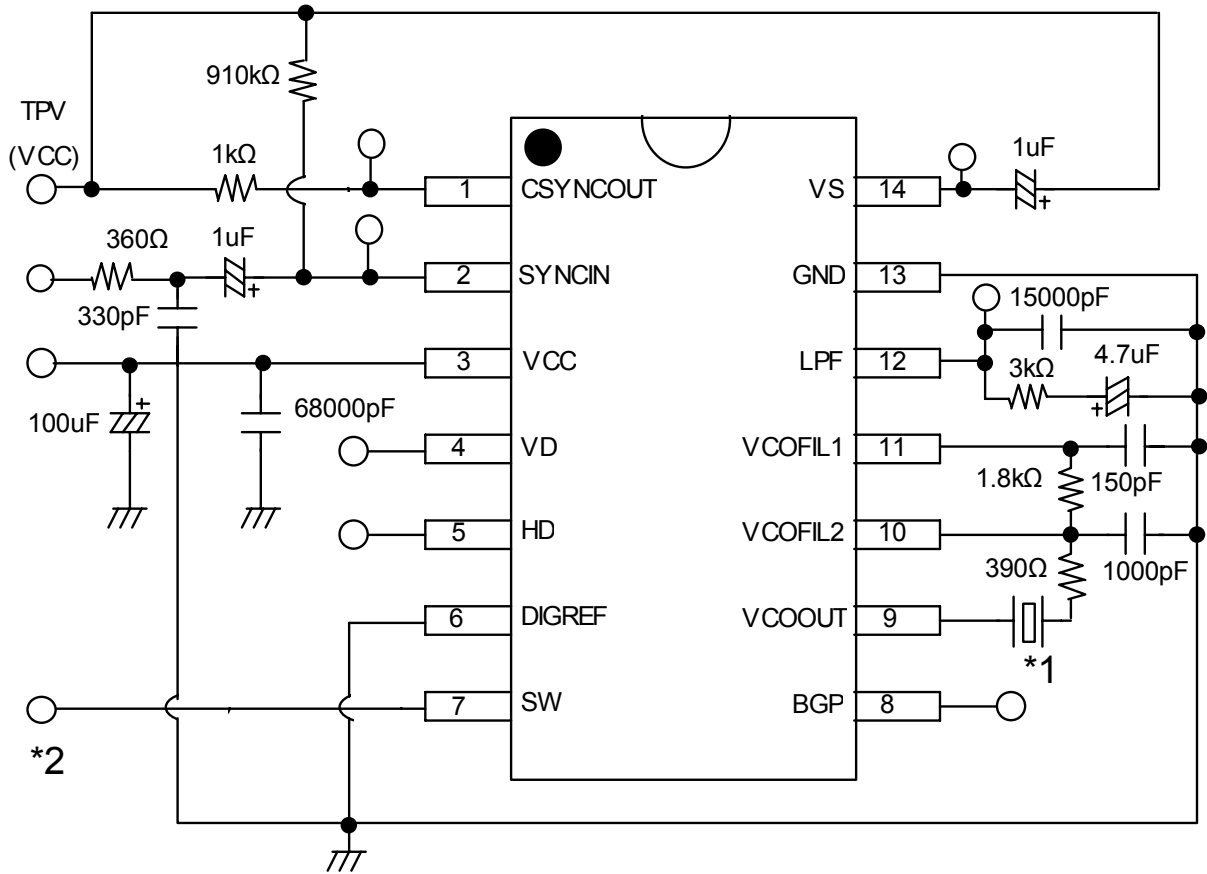 910kΩ
TPV
(VCC)
1kΩ
1uF
1 CSYNCOUT
VS 14
360Ω
1uF
2 SYNCIN
GND 13
330pF
15000pF
3 VCC
LPF 12
3kΩ
4.7uF
100uF
68000pF
4 VD
VCOFIL1 11
1.8kΩ
150pF
5 HD
VCOFIL2 10
390Ω
1000pF
6 DIGREF
VCOOUT 9
*1
7 SW
BGP 8
*2
+
+
+
+